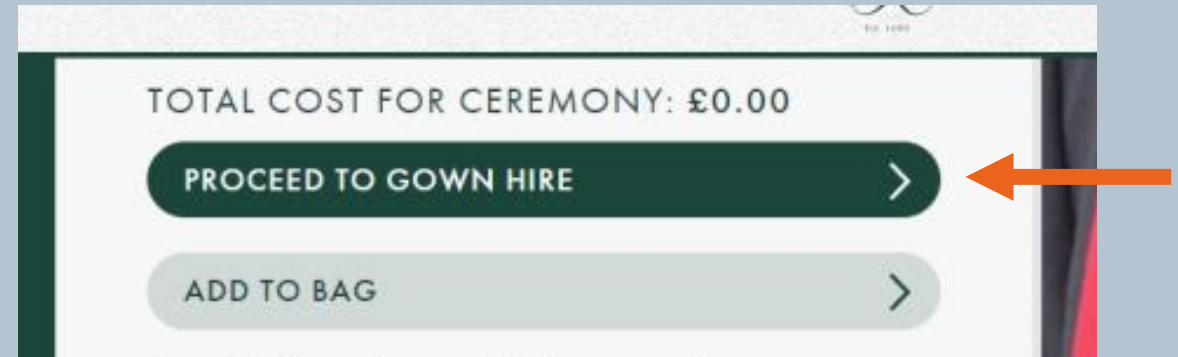 TOTAL COST FOR CEREMONY: £0.00
PROCEED TO GOWN HIRE
ADD TO BAG